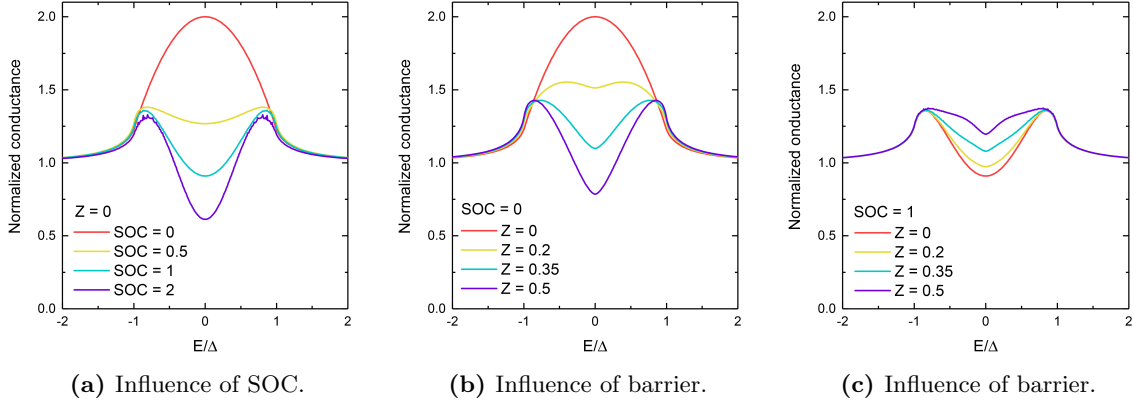 2.0
1.5
1.0
0.5
0.0
Normalized conductance
Z = 0
SOC = 0
SOC = 0.5
SOC = 1
SOC = 2
-2 -1 0 1 2
E/Δ
(a) Influence of SOC.
2.0
1.5
1.0
0.5
0.0
Normalized conductance
SOC = 0
Z = 0
Z = 0.2
Z = 0.35
Z = 0.5
-2 -1 0 1 2
E/Δ
(b) Influence of barrier.
2.0
1.5
1.0
0.5
0.0
Normalized onductance
SOC = 1
Z = 0
Z = 0.2
Z = 0.35
Z = 0.5
-2 -1 0 1 2
E/Δ
(c) Influence of barrier.